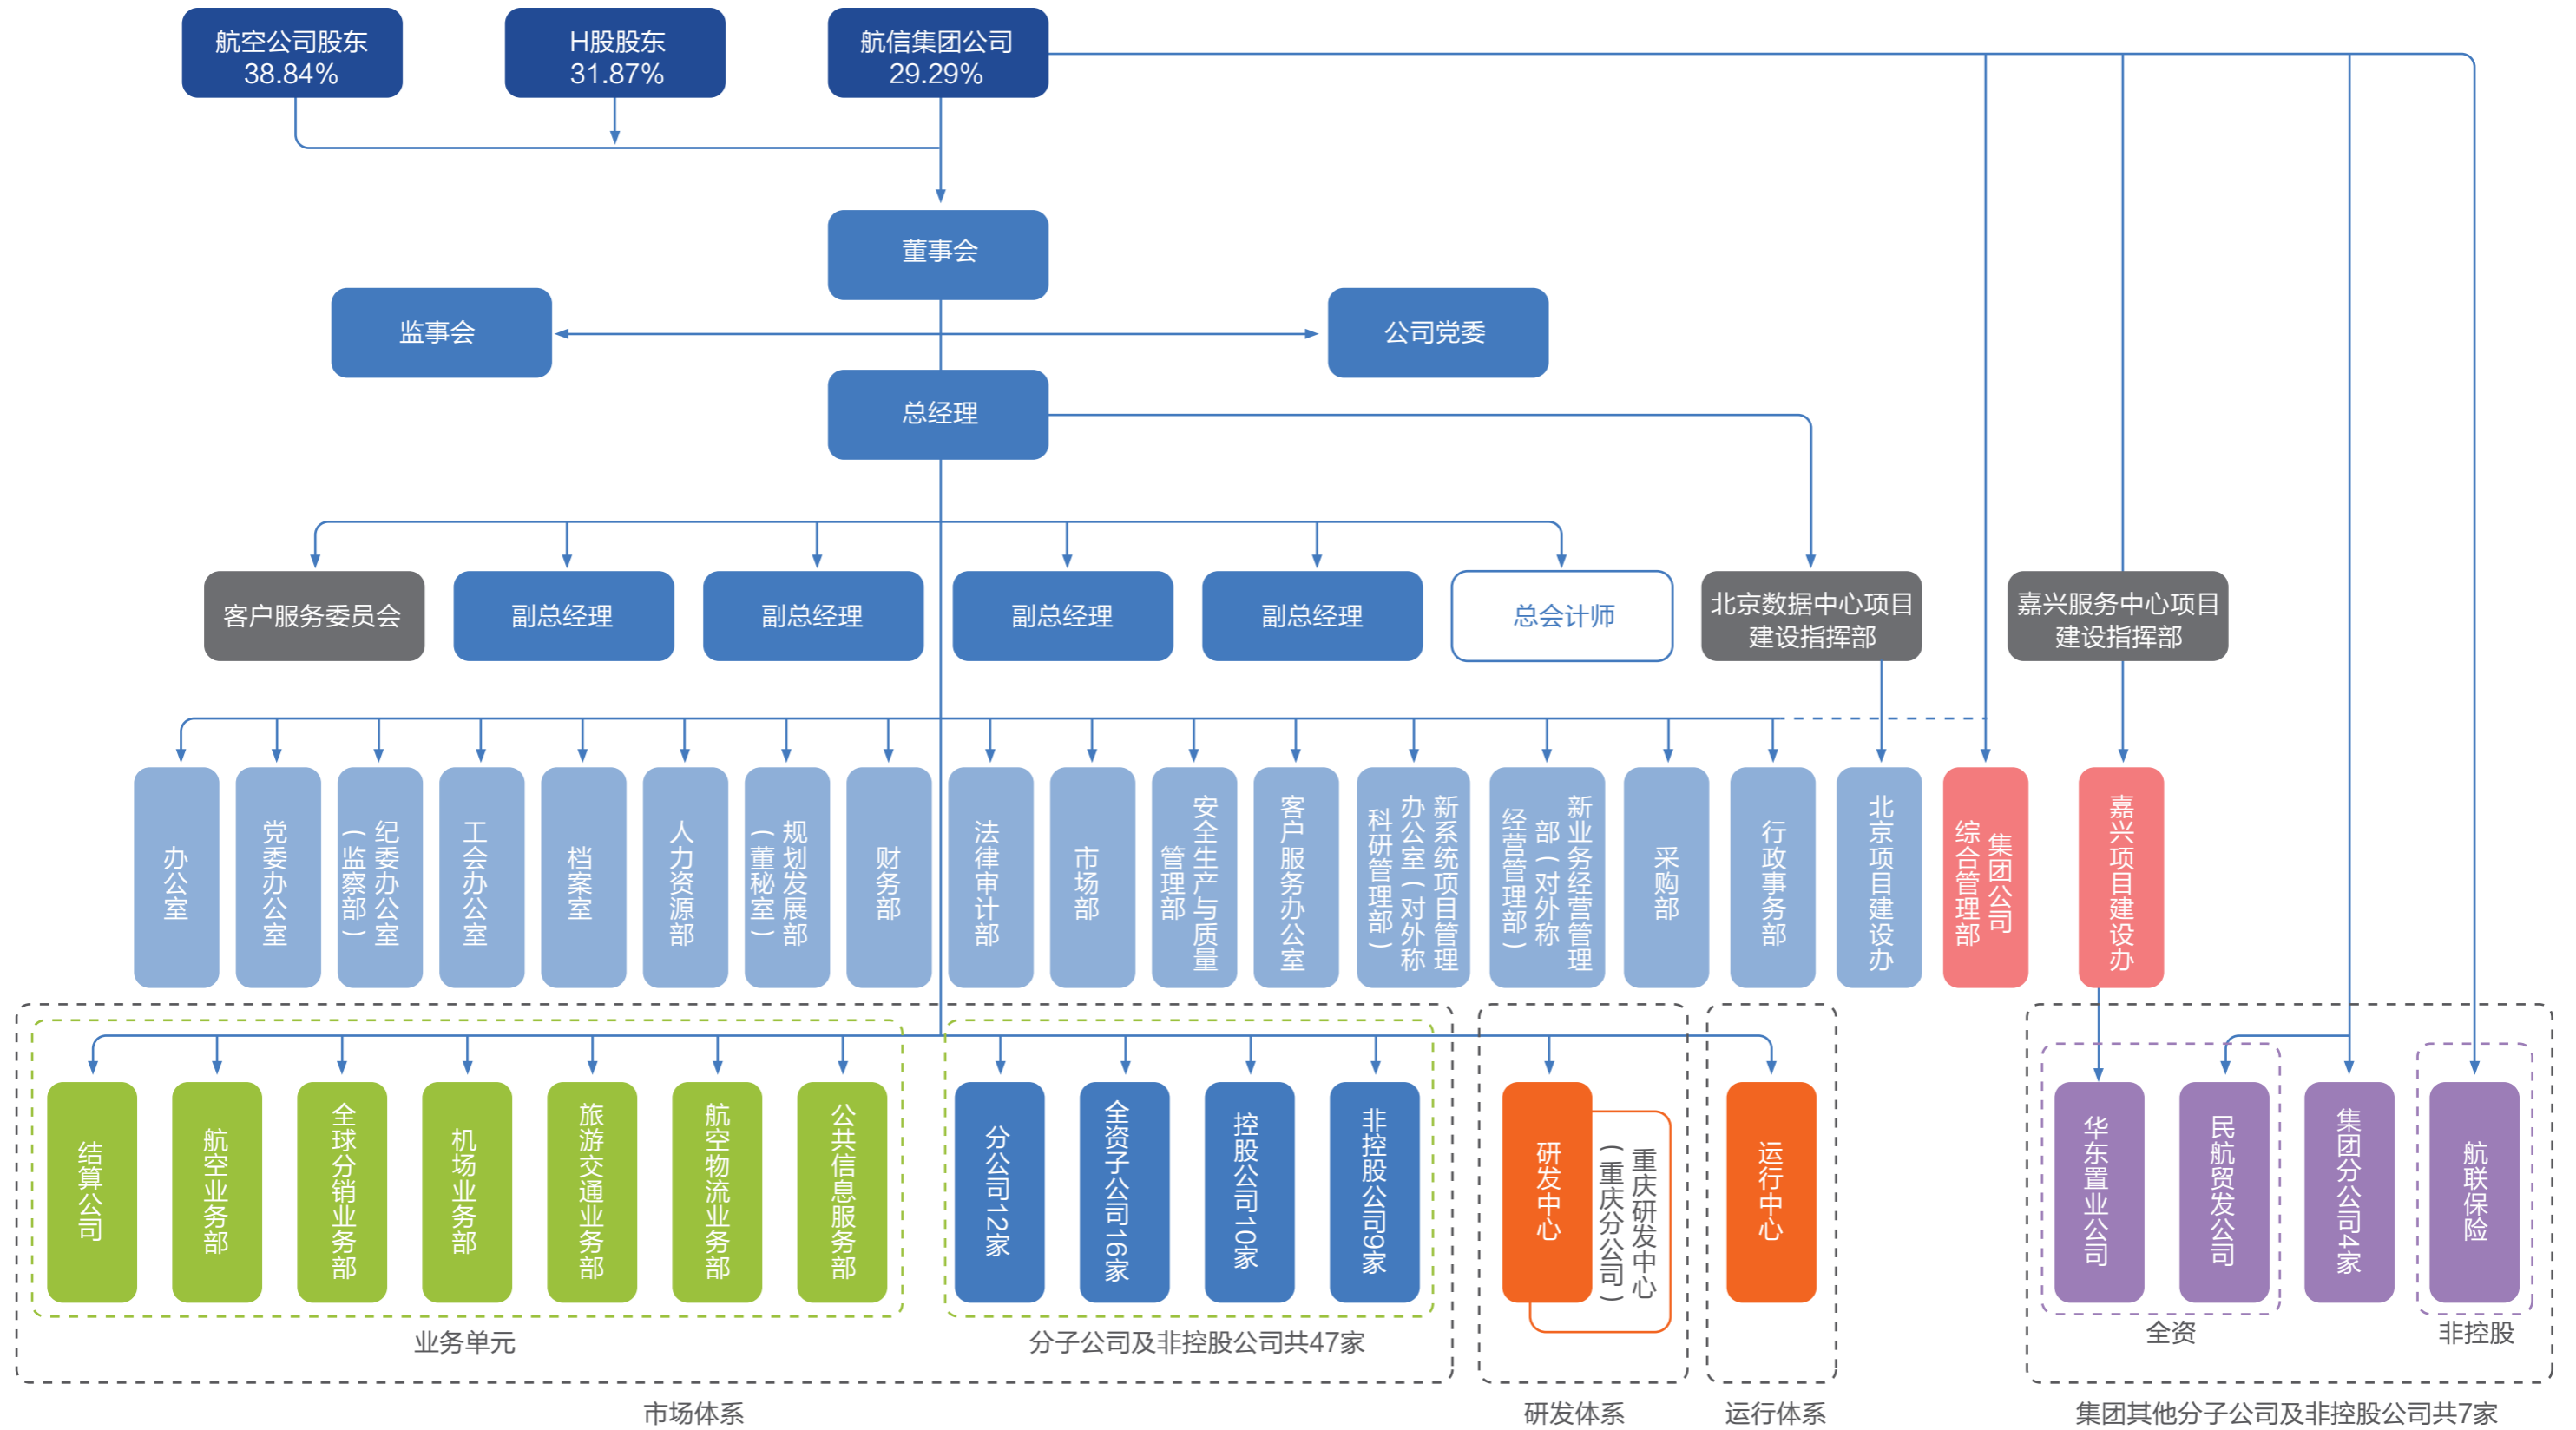 航空公司股东
38.84%
H股股东
31.87%
航信集团公司
29.29%
董事会
监事会
公司党委
总经理
客户服务委员会
副总经理
副总经理
副总经理
副总经理
总会计师
北京数据中心项目
建设指挥部
嘉兴服务中心项目
建设指挥部
办公室
党委办公室
纪委办公室
(监察部)
工会办公室
档案室
人力资源部
规划发展部
(董秘室)
财务部
法律审计部
市场部
安全生产与质量
管理部
客户服务办公室
新系统项目管理
办公室(对外称
科研管理部)
新业务经营管理
部(对外称
经营管理部)
采购部
行政事务部
北京项目建设办
集团公司
综合管理部
嘉兴项目建设办
结算公司
航空业务部
全球分销业务部
机场业务部
旅游交通业务部
航空物流业务部
公共信息服务部
分公司12家
全资子公司16家
控股公司10家
非控股公司9家
研发中心
重庆研发中心
(重庆分公司)
运行中心
华东置业公司
民航贸发公司
集团分公司4家
航联保险
业务单元
分子公司及非控股公司共47家
全资
非控股
市场体系
研发体系
运行体系
集团其他分子公司及非控股公司共7家